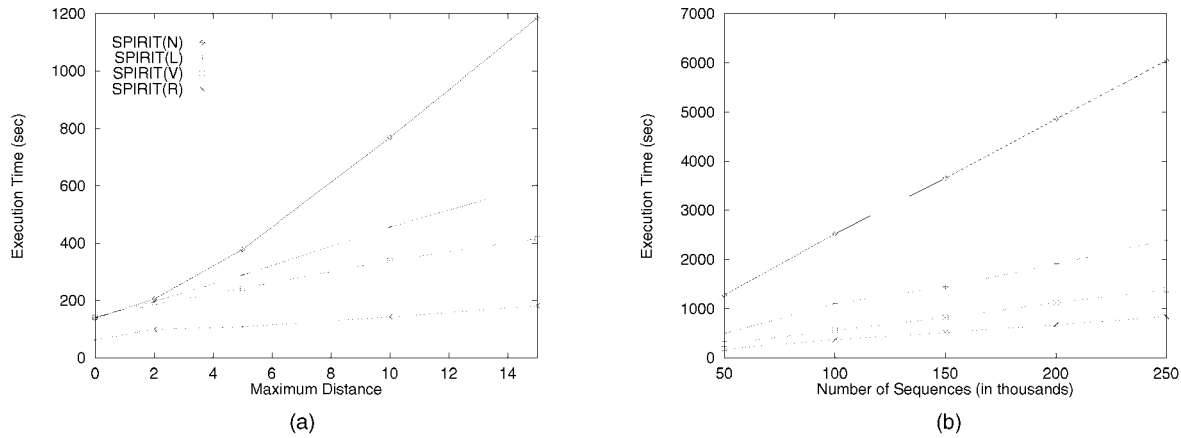 1200
1000
800
600
400
200
0
Execution Time (sec)
SPIRIT(N)
SPIRIT(L)
SPIRIT(V)
SPIRIT(R)
0 2 4 6 8 10 12 14
Maximum Distance
(a)
7000
6000
5000
4000
3000
2000
1000
0
Execution Time (sec)
50 100 150 200 250
Number of Sequences (in thousands)
(b)